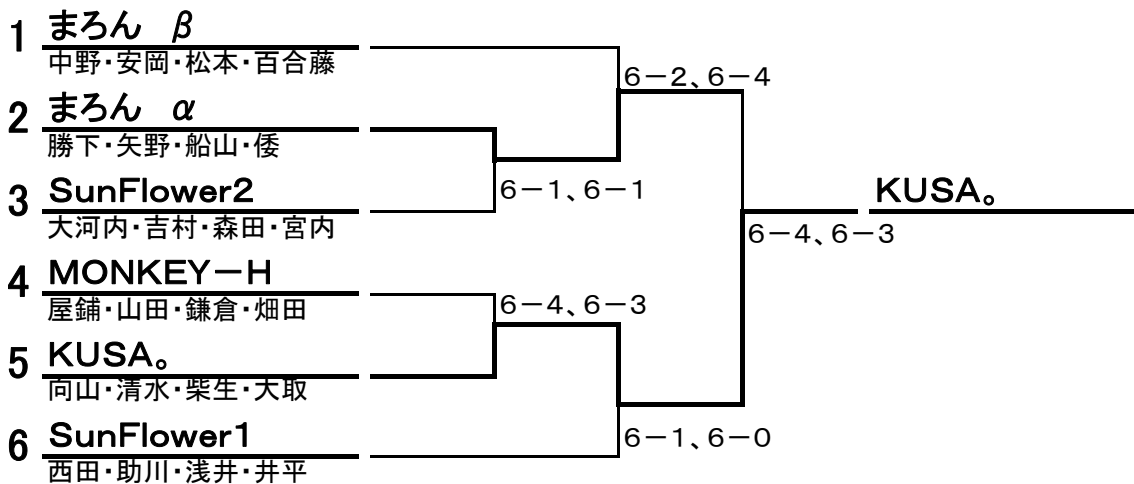 1 まろん　β
中野・安岡・松本・百合藤
6－2、6－4
2 まろん　α
勝下・矢野・船山・倭
3 SunFlower2
6－1、6－1
KUSA。
大河内・吉村・森田・宮内
6－4、6－3
4 MONKEY－H
屋鋪・山田・鎌倉・畑田
6－4、6－3
5 KUSA。
向山・清水・柴生・大取
6 SunFlower1
6－1、6－0
西田・助川・浅井・井平